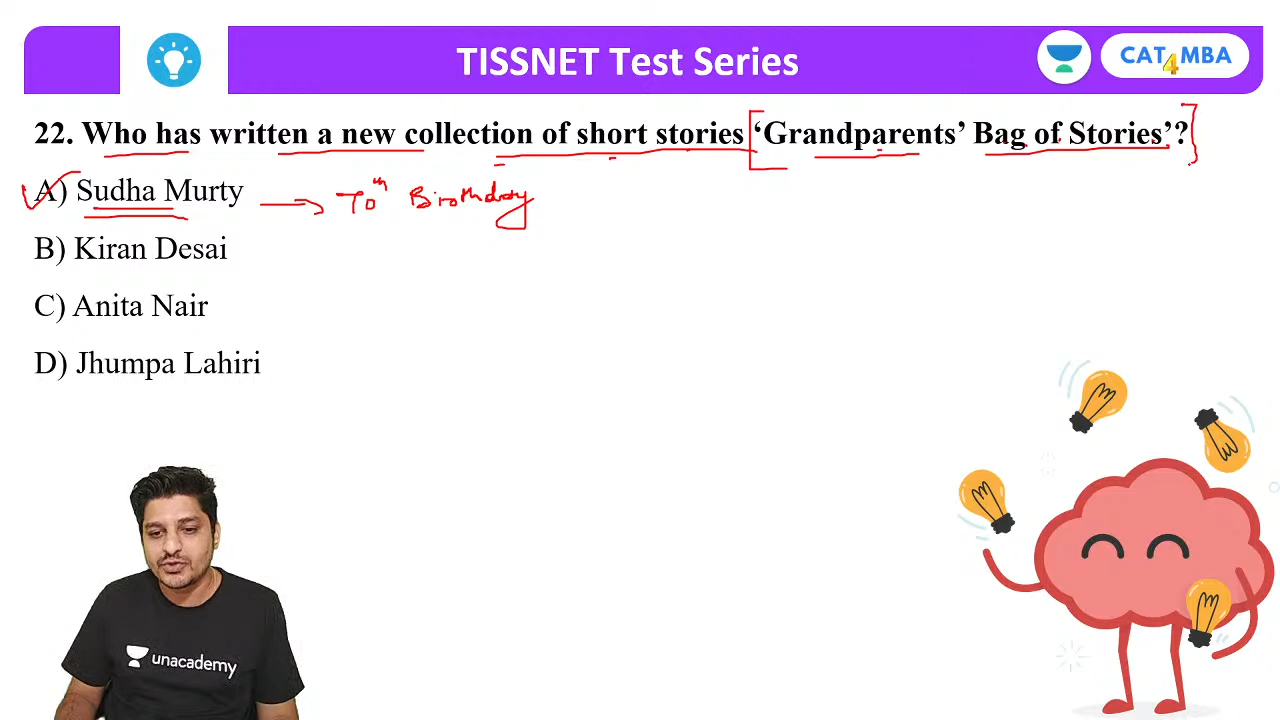 TISSNET Test Series
CAT4MBA
22. Who has written a new collection of short stories ‘Grandparents’ Bag of Stories’?
A) Sudha Murty → 70th Birthday
B) Kiran Desai
C) Anita Nair
D) Jhumpa Lahiri
unacademy